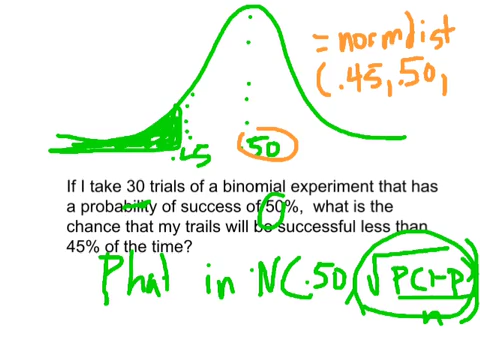 = normdist
(.45, .50,
.45 .50
If I take 30 trials of a binomial experiment that has
a probability of success of 50%, what is the
chance that my trails will be successful less than
45% of the time?
Phat in N(.50, √P(1-P)
n